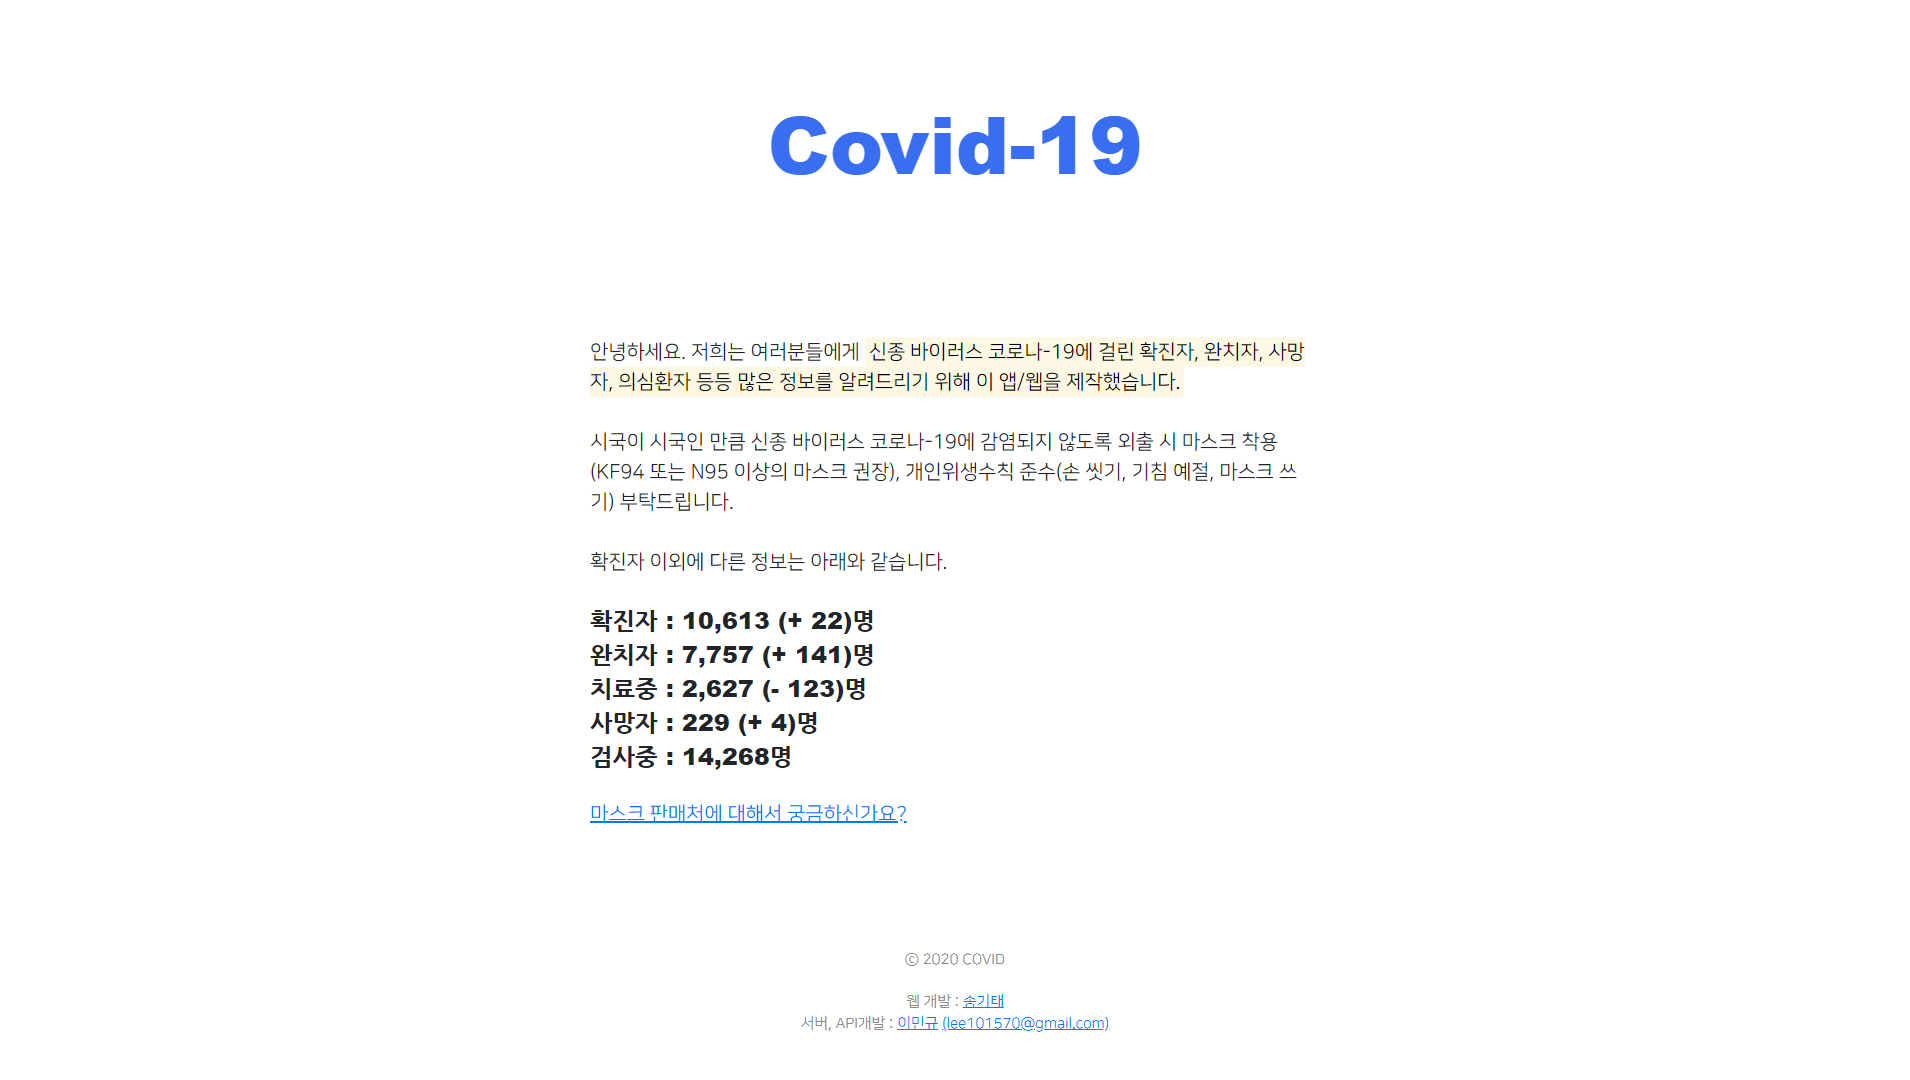 Covid-19
안녕하세요. 저희는 여러분들에게 신종 바이러스 코로나-19에 걸린 확진자, 완치자, 사망
자, 의심환자 등등 많은 정보를 알려드리기 위해 이 앱/웹을 제작했습니다.
시국이 시국인 만큼 신종 바이러스 코로나-19에 감염되지 않도록 외출 시 마스크 착용
(KF94 또는 N95 이상의 마스크 권장), 개인위생수칙 준수(손 씻기, 기침 예절, 마스크 쓰
기) 부탁드립니다.
확진자 이외에 다른 정보는 아래와 같습니다.
확진자 : 10,613 (+ 22)명
완치자 : 7,757 (+ 141)명
치료중 : 2,627 (- 123)명
사망자 : 229 (+ 4)명
검사중 : 14,268명
마스크 판매처에 대해서 궁금하신가요?
ⓒ 2020 COVID
웹 개발 : 송기태
서버, API개발 : 이민규 (lee101570@gmail.com)